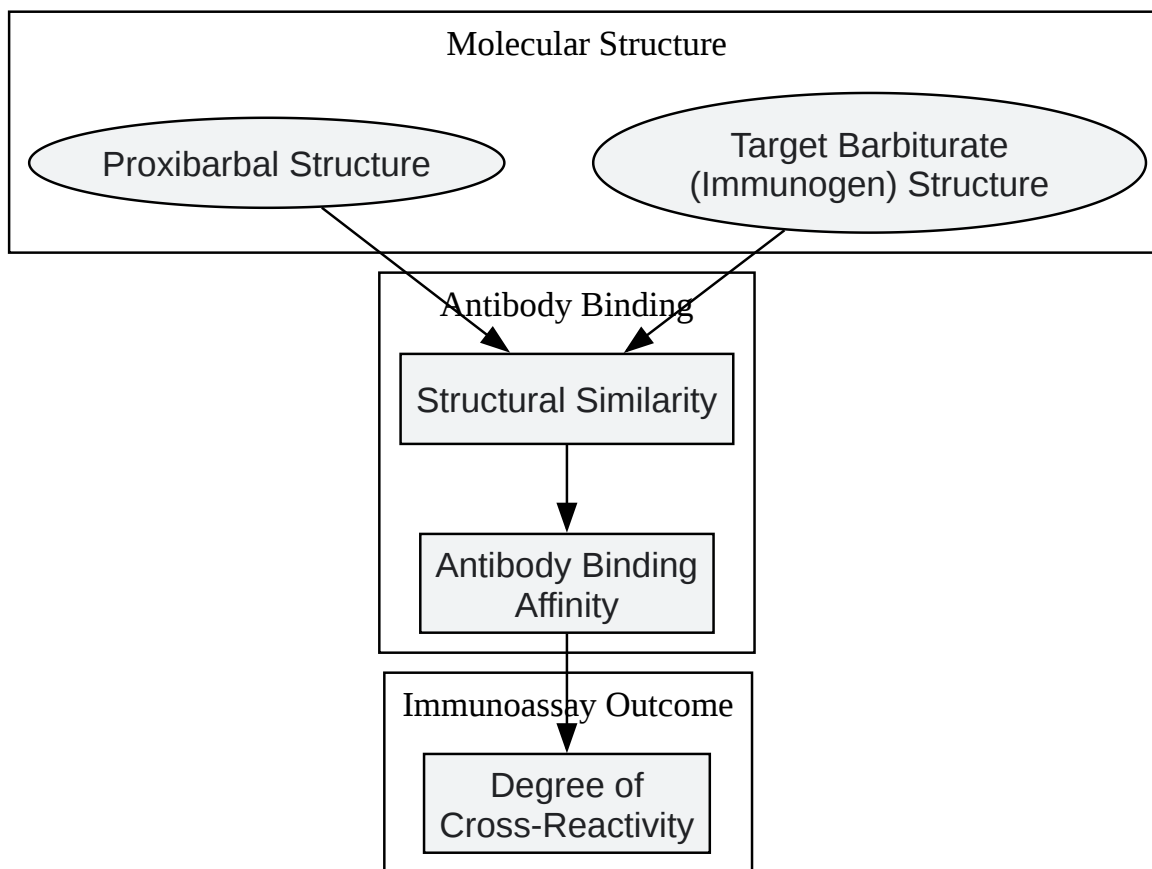 Molecular Structure
Proxibarbal Structure
Target Barbiturate
(Immunogen) Structure
Antibody Binding
Structural Similarity
Antibody Binding
Affinity
Immunoassay Outcome
Degree of
Cross-Reactivity